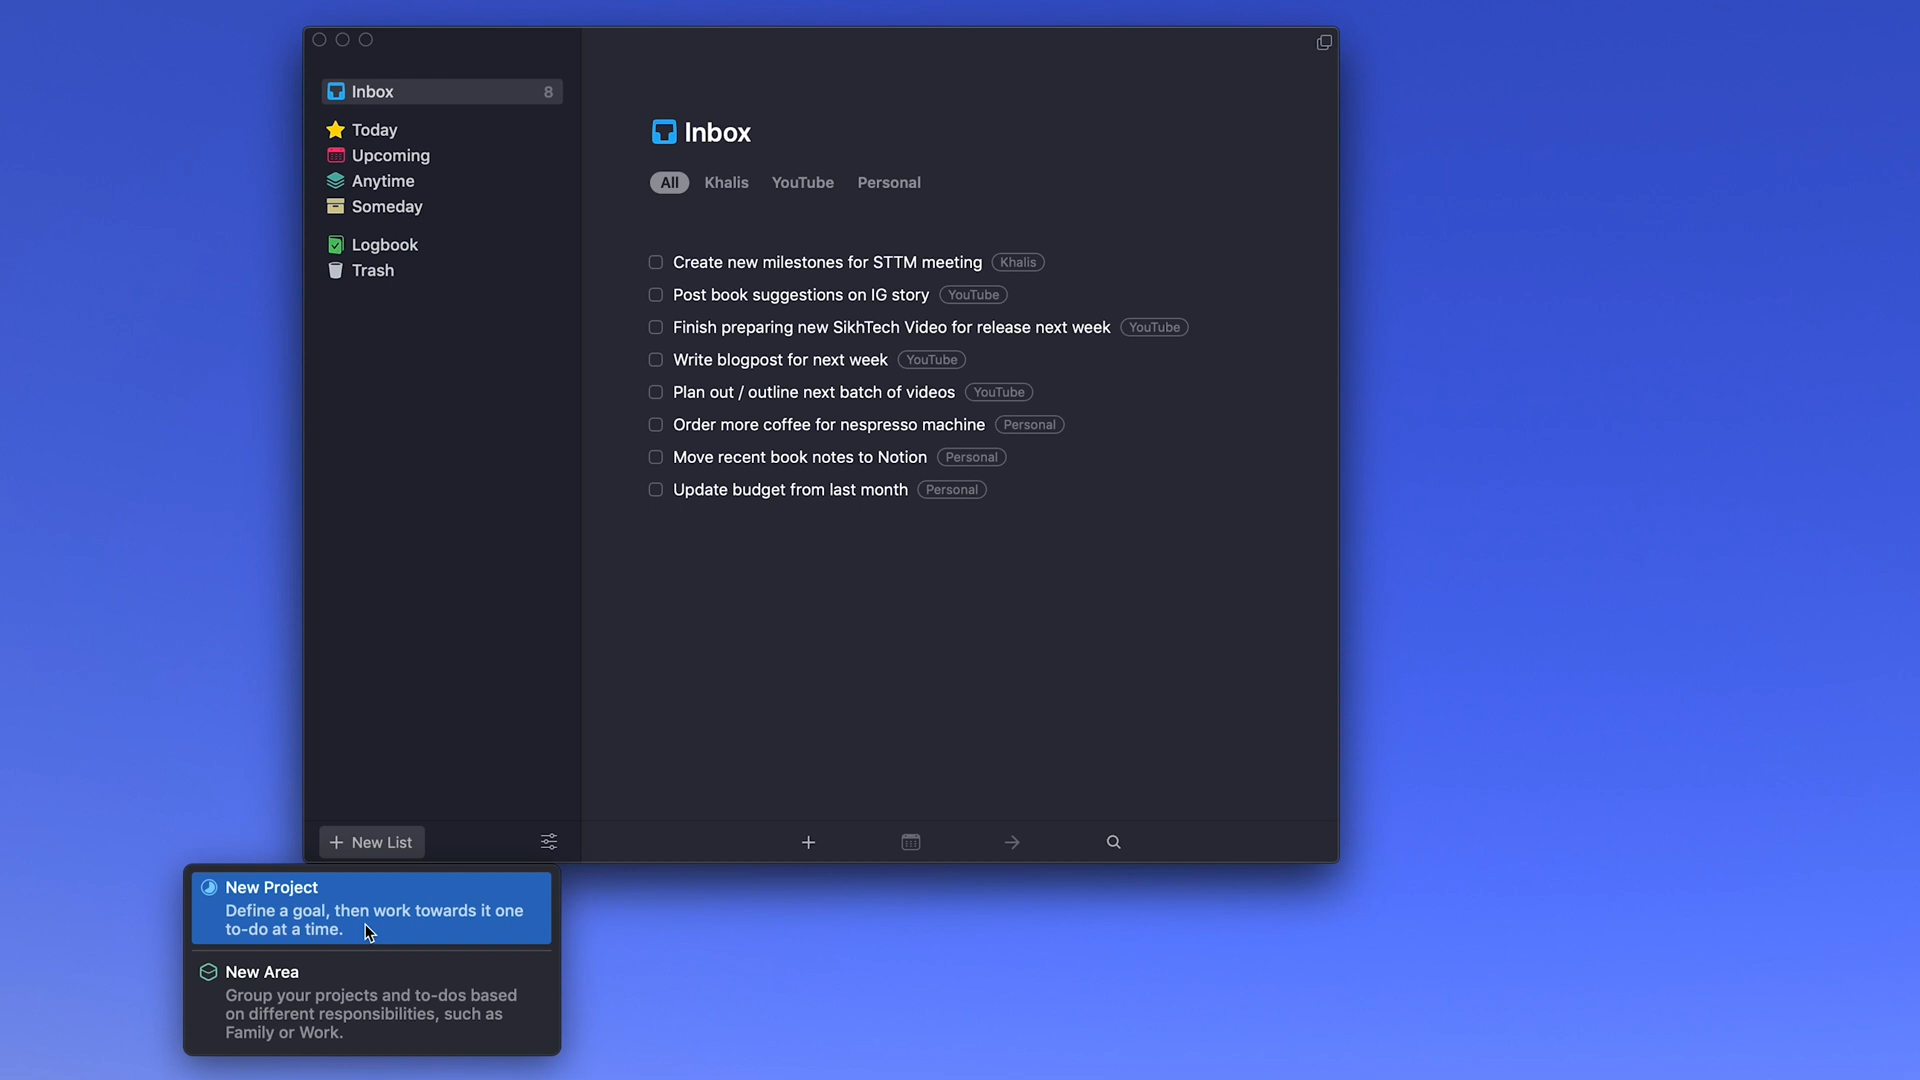 Inbox 8
Today
Upcoming
Anytime
Someday
Logbook
Trash
Inbox
All Khalis YouTube Personal
Create new milestones for STTM meeting Khalis
Post book suggestions on IG story YouTube
Finish preparing new SikhTech Video for release next week YouTube
Write blogpost for next week YouTube
Plan out / outline next batch of videos YouTube
Order more coffee for nespresso machine Personal
Move recent book notes to Notion Personal
Update budget from last month Personal
+ New List
New Project
Define a goal, then work towards it one
to-do at a time.
New Area
Group your projects and to-dos based
on different responsibilities, such as
Family or Work.